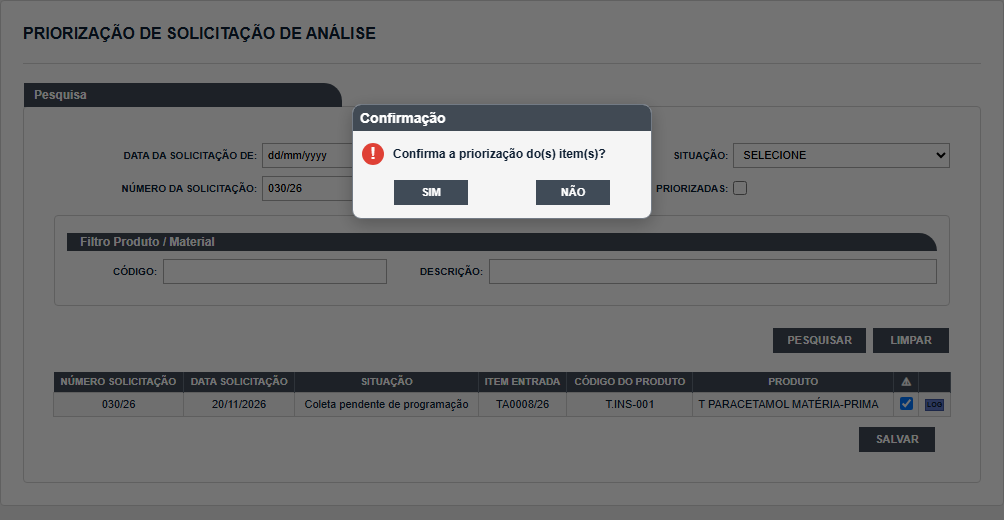 PRIORIZAÇÃO DE SOLICITAÇÃO DE ANÁLISE
Pesquisa
Confirmação
Confirma a priorização do(s) item(s)?
SIM NÃO
DATA DA SOLICITAÇÃO DE: dd/mm/yyyy SITUAÇÃO: SELECIONE
NÚMERO DA SOLICITAÇÃO: 030/26 PRIORIZADAS:
Filtro Produto / Material
CÓDIGO: DESCRIÇÃO:
PESQUISAR LIMPAR
NÚMERO SOLICITAÇÃO DATA SOLICITAÇÃO SITUAÇÃO ITEM ENTRADA CÓDIGO DO PRODUTO PRODUTO
030/26 20/11/2026 Coleta pendente de programação TA0008/26 T.INS-001 T PARACETAMOL MATÉRIA-PRIMA LOG
SALVAR